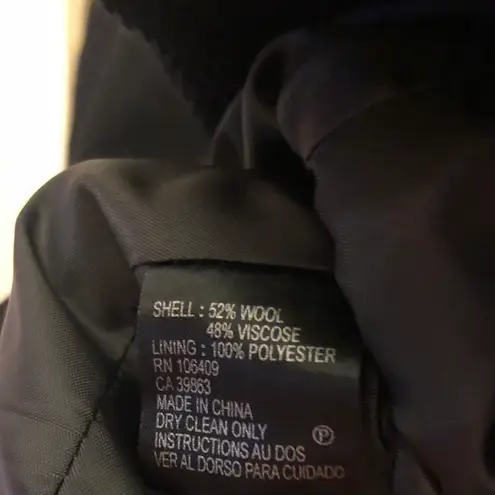 SHELL : 52% WOOL
48% VISCOSE
LINING : 100% POLYESTER
RN 106409
CA 39863
MADE IN CHINA
DRY CLEAN ONLY
P
INSTRUCTIONS AU DOS
VER AL DORSO PARA CUIDADO